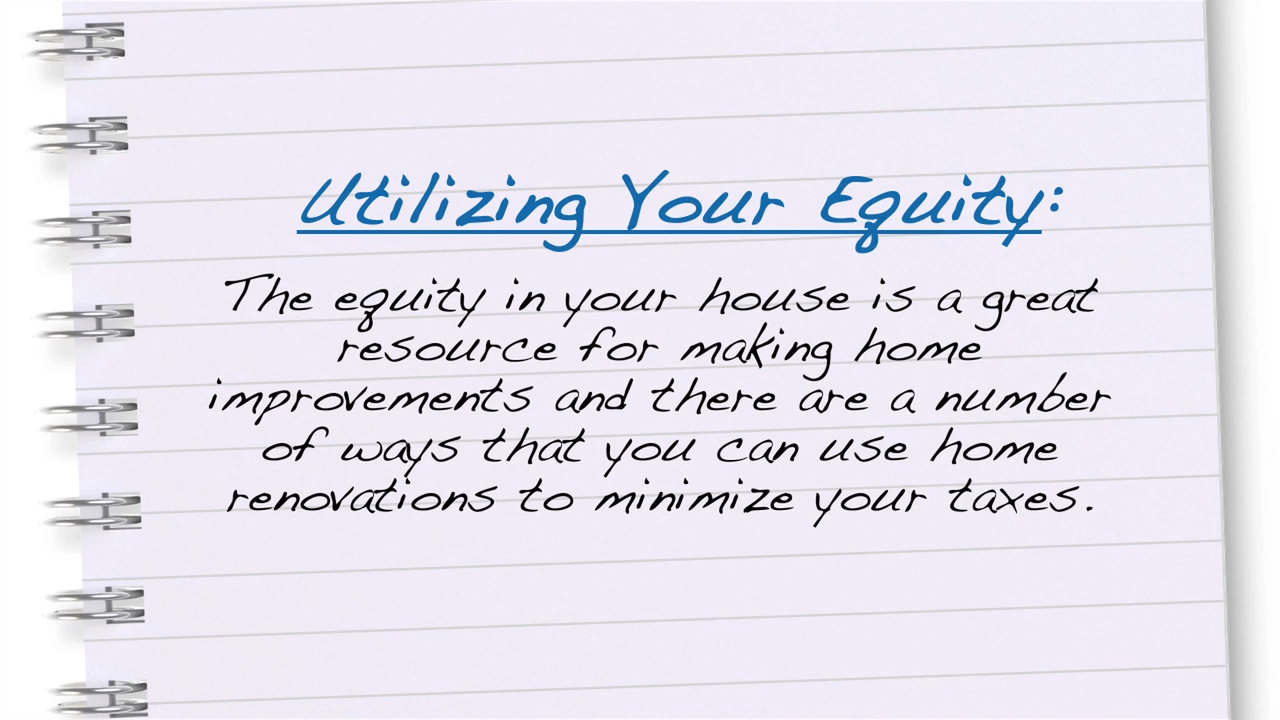 Utilizing Your Equity:
The equity in your house is a great
resource for making home
improvements and there are a number
of ways that you can use home
renovations to minimize your taxes.